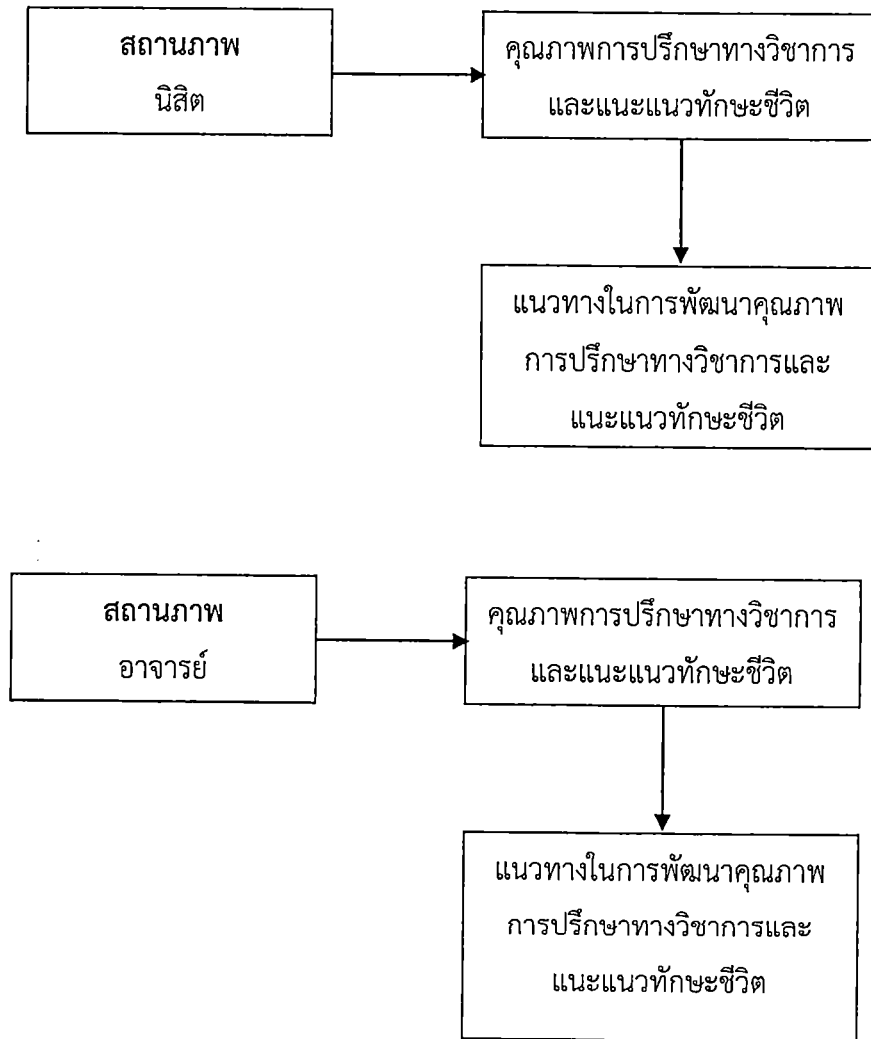 สถานภาพ
นิสิต
คุณภาพการปรึกษาทางวิชาการ
และแนะแนวทักษะชีวิต
แนวทางในการพัฒนาคุณภาพ
การปรึกษาทางวิชาการและ
แนะแนวทักษะชีวิต
สถานภาพ
อาจารย์
คุณภาพการปรึกษาทางวิชาการ
และแนะแนวทักษะชีวิต
แนวทางในการพัฒนาคุณภาพ
การปรึกษาทางวิชาการและ
แนะแนวทักษะชีวิต